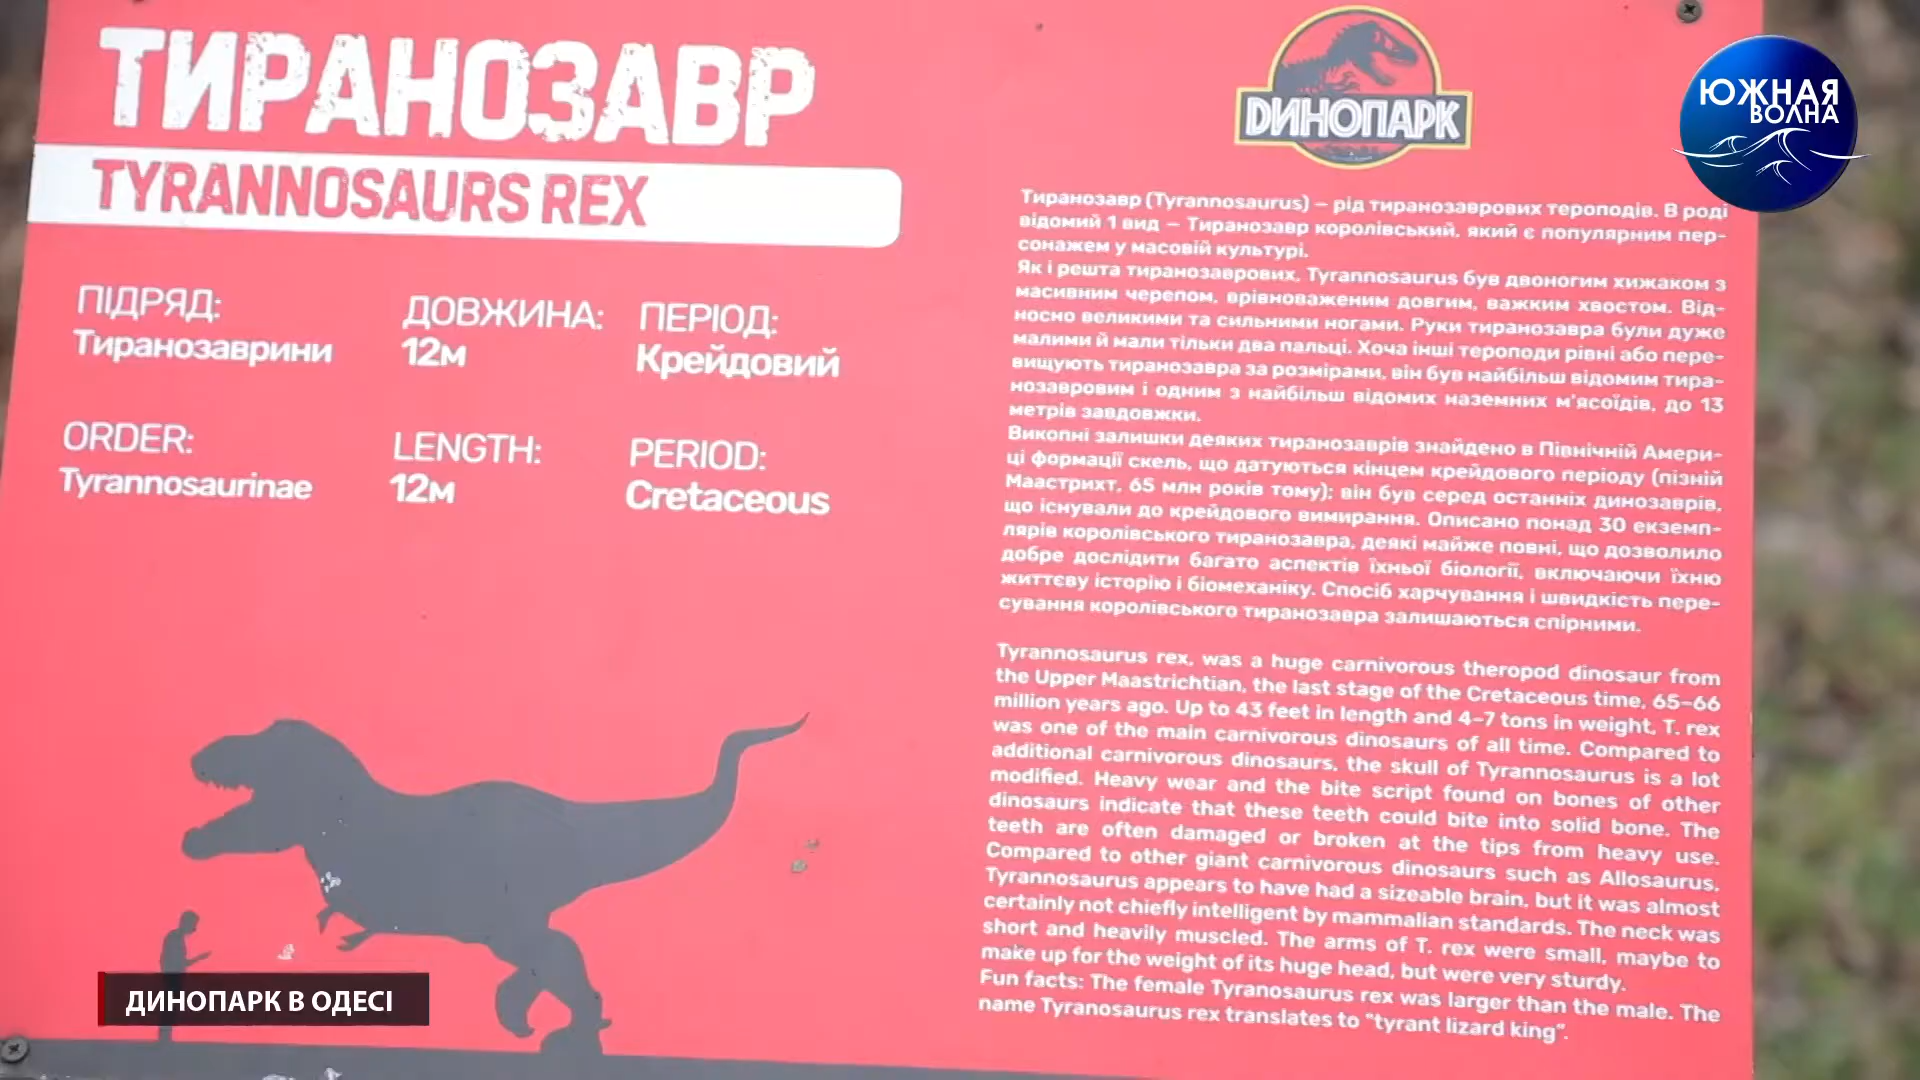 ТИРАНОЗАВР
TYRANNOSAURS REX
ПІДРЯД:
Тиранозаврини
ДОВЖИНА:
12м
ПЕРІОД:
Крейдовий
ORDER:
Tyrannosaurinae
LENGTH:
12м
PERIOD:
Cretaceous
ДИНОПАРК
ЮЖНАЯ
ВОЛНА
Тиранозавр (Tyrannosaurus) – рід тиранозаврових тероподів. В роді
відомий 1 вид – Тиранозавр королівський, який є популярним пер-
сонажем у масовій культурі.
Як і решта тиранозаврових, Tyrannosaurus був двоногим хижаком з
масивним черепом, врівноваженим довгим, важким хвостом. Від-
носно великими та сильними ногами. Руки тиранозавра були дуже
малими й мали тільки два пальці. Хоча інші тероподи рівні або пере-
вищують тиранозавра за розмірами, він був найбільш відомим тира-
нозавровим і одним з найбільш відомих наземних м'ясоїдів, до 13
метрів завдовжки.
Викопні залишки деяких тиранозаврів знайдено в Північній Амери-
ці формації скель, що датуються кінцем крейдового періоду (пізній
Маастрихт, 65 млн років тому); він був серед останніх динозаврів,
що існували до крейдового вимирання. Описано понад 30 екземп-
лярів королівського тиранозавра, деякі майже повні, що дозволило
добре дослідити багато аспектів їхньої біології, включаючи їхню
життєву історію і біомеханіку. Спосіб харчування і швидкість пере-
сування королівського тиранозавра залишаються спірними.
Tyrannosaurus rex, was a huge carnivorous theropod dinosaur from
the Upper Maastrichtian, the last stage of the Cretaceous time, 65–66
million years ago. Up to 43 feet in length and 4–7 tons in weight, T. rex
was one of the main carnivorous dinosaurs of all time. Compared to
additional carnivorous dinosaurs, the skull of Tyrannosaurus is a lot
modified. Heavy wear and the bite script found on bones of other
dinosaurs indicate that these teeth could bite into solid bone. The
teeth are often damaged or broken at the tips from heavy use.
Compared to other giant carnivorous dinosaurs such as Allosaurus,
Tyrannosaurus appears to have had a sizeable brain, but it was almost
certainly not chiefly intelligent by mammalian standards. The neck was
short and heavily muscled. The arms of T. rex were small, maybe to
make up for the weight of its huge head, but were very sturdy.
Fun facts: The female Tyranosaurus rex was larger than the male. The
name Tyranosaurus rex translates to "tyrant lizard king".
ДИНОПАРК В ОДЕСІ